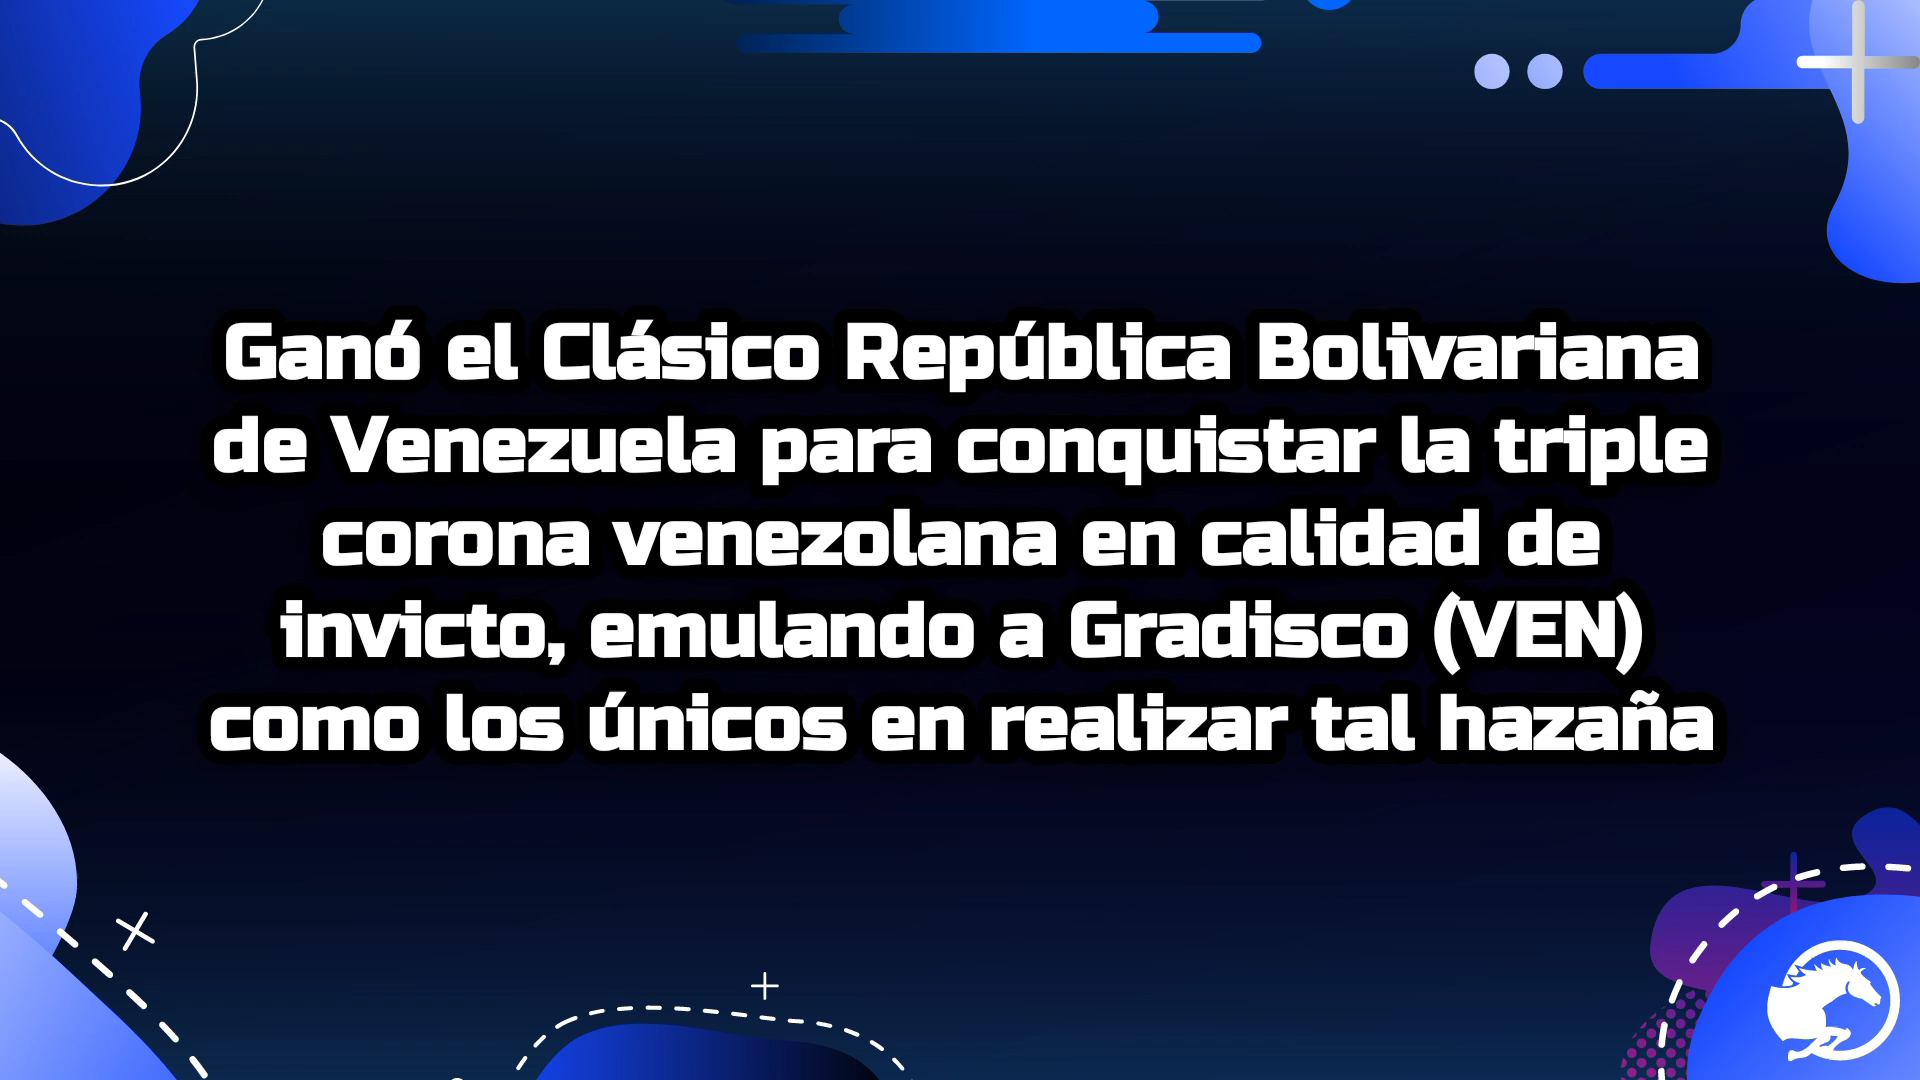 Ganó el Clásico República Bolivariana
de Venezuela para conquistar la triple
corona venezolana en calidad de
invicto, emulando a Gradisco (VEN)
como los únicos en realizar tal hazaña